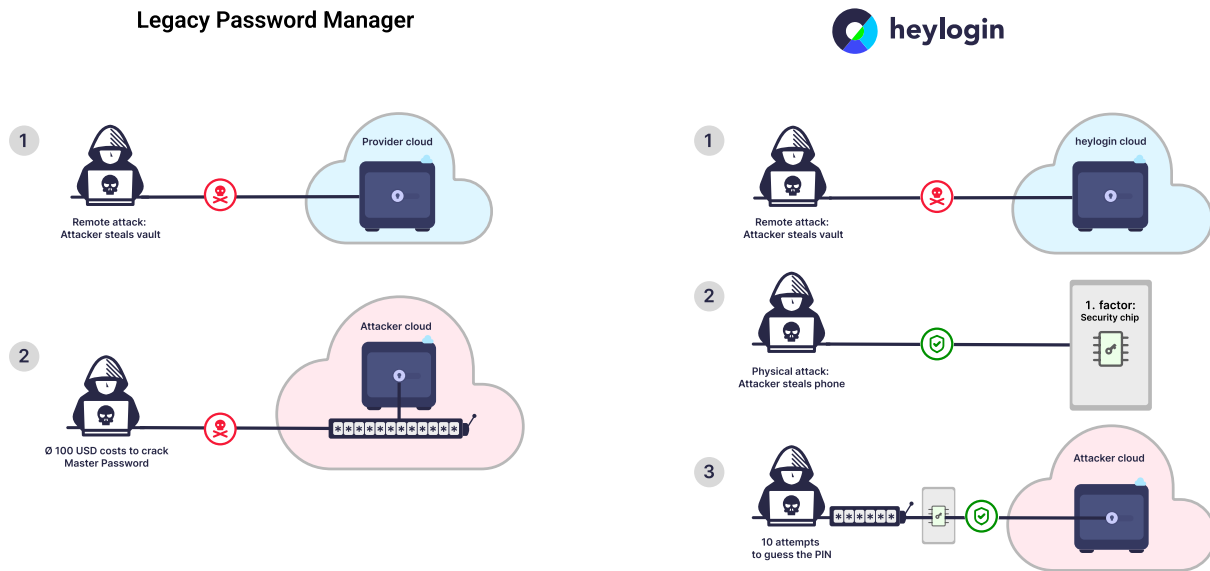 Legacy Password Manager
1
Provider cloud
Remote attack:
Attacker steals vault
2
Attacker cloud
************
Ø 100 USD costs to crack
Master Password
heylogin
1
heylogin cloud
Remote attack:
Attacker steals vault
2
1. factor:
Security chip
Physical attack:
Attacker steals phone
3
Attacker cloud
******
10 attempts
to guess the PIN